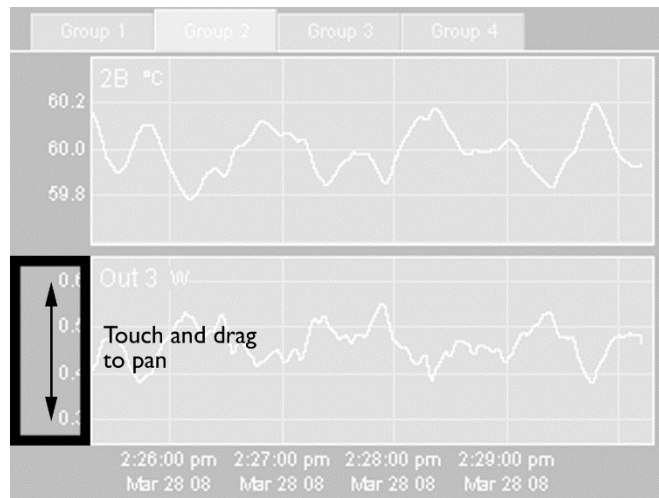 Group 1 Group 2 Group 3 Group 4
2B °C
60.2
60.0
59.8
Out 3 W
0.6
0.5
0.4
0.3
Touch and drag
to pan
2:26:00 pm 2:27:00 pm 2:28:00 pm 2:29:00 pm
Mar 28 08 Mar 28 08 Mar 28 08 Mar 28 08